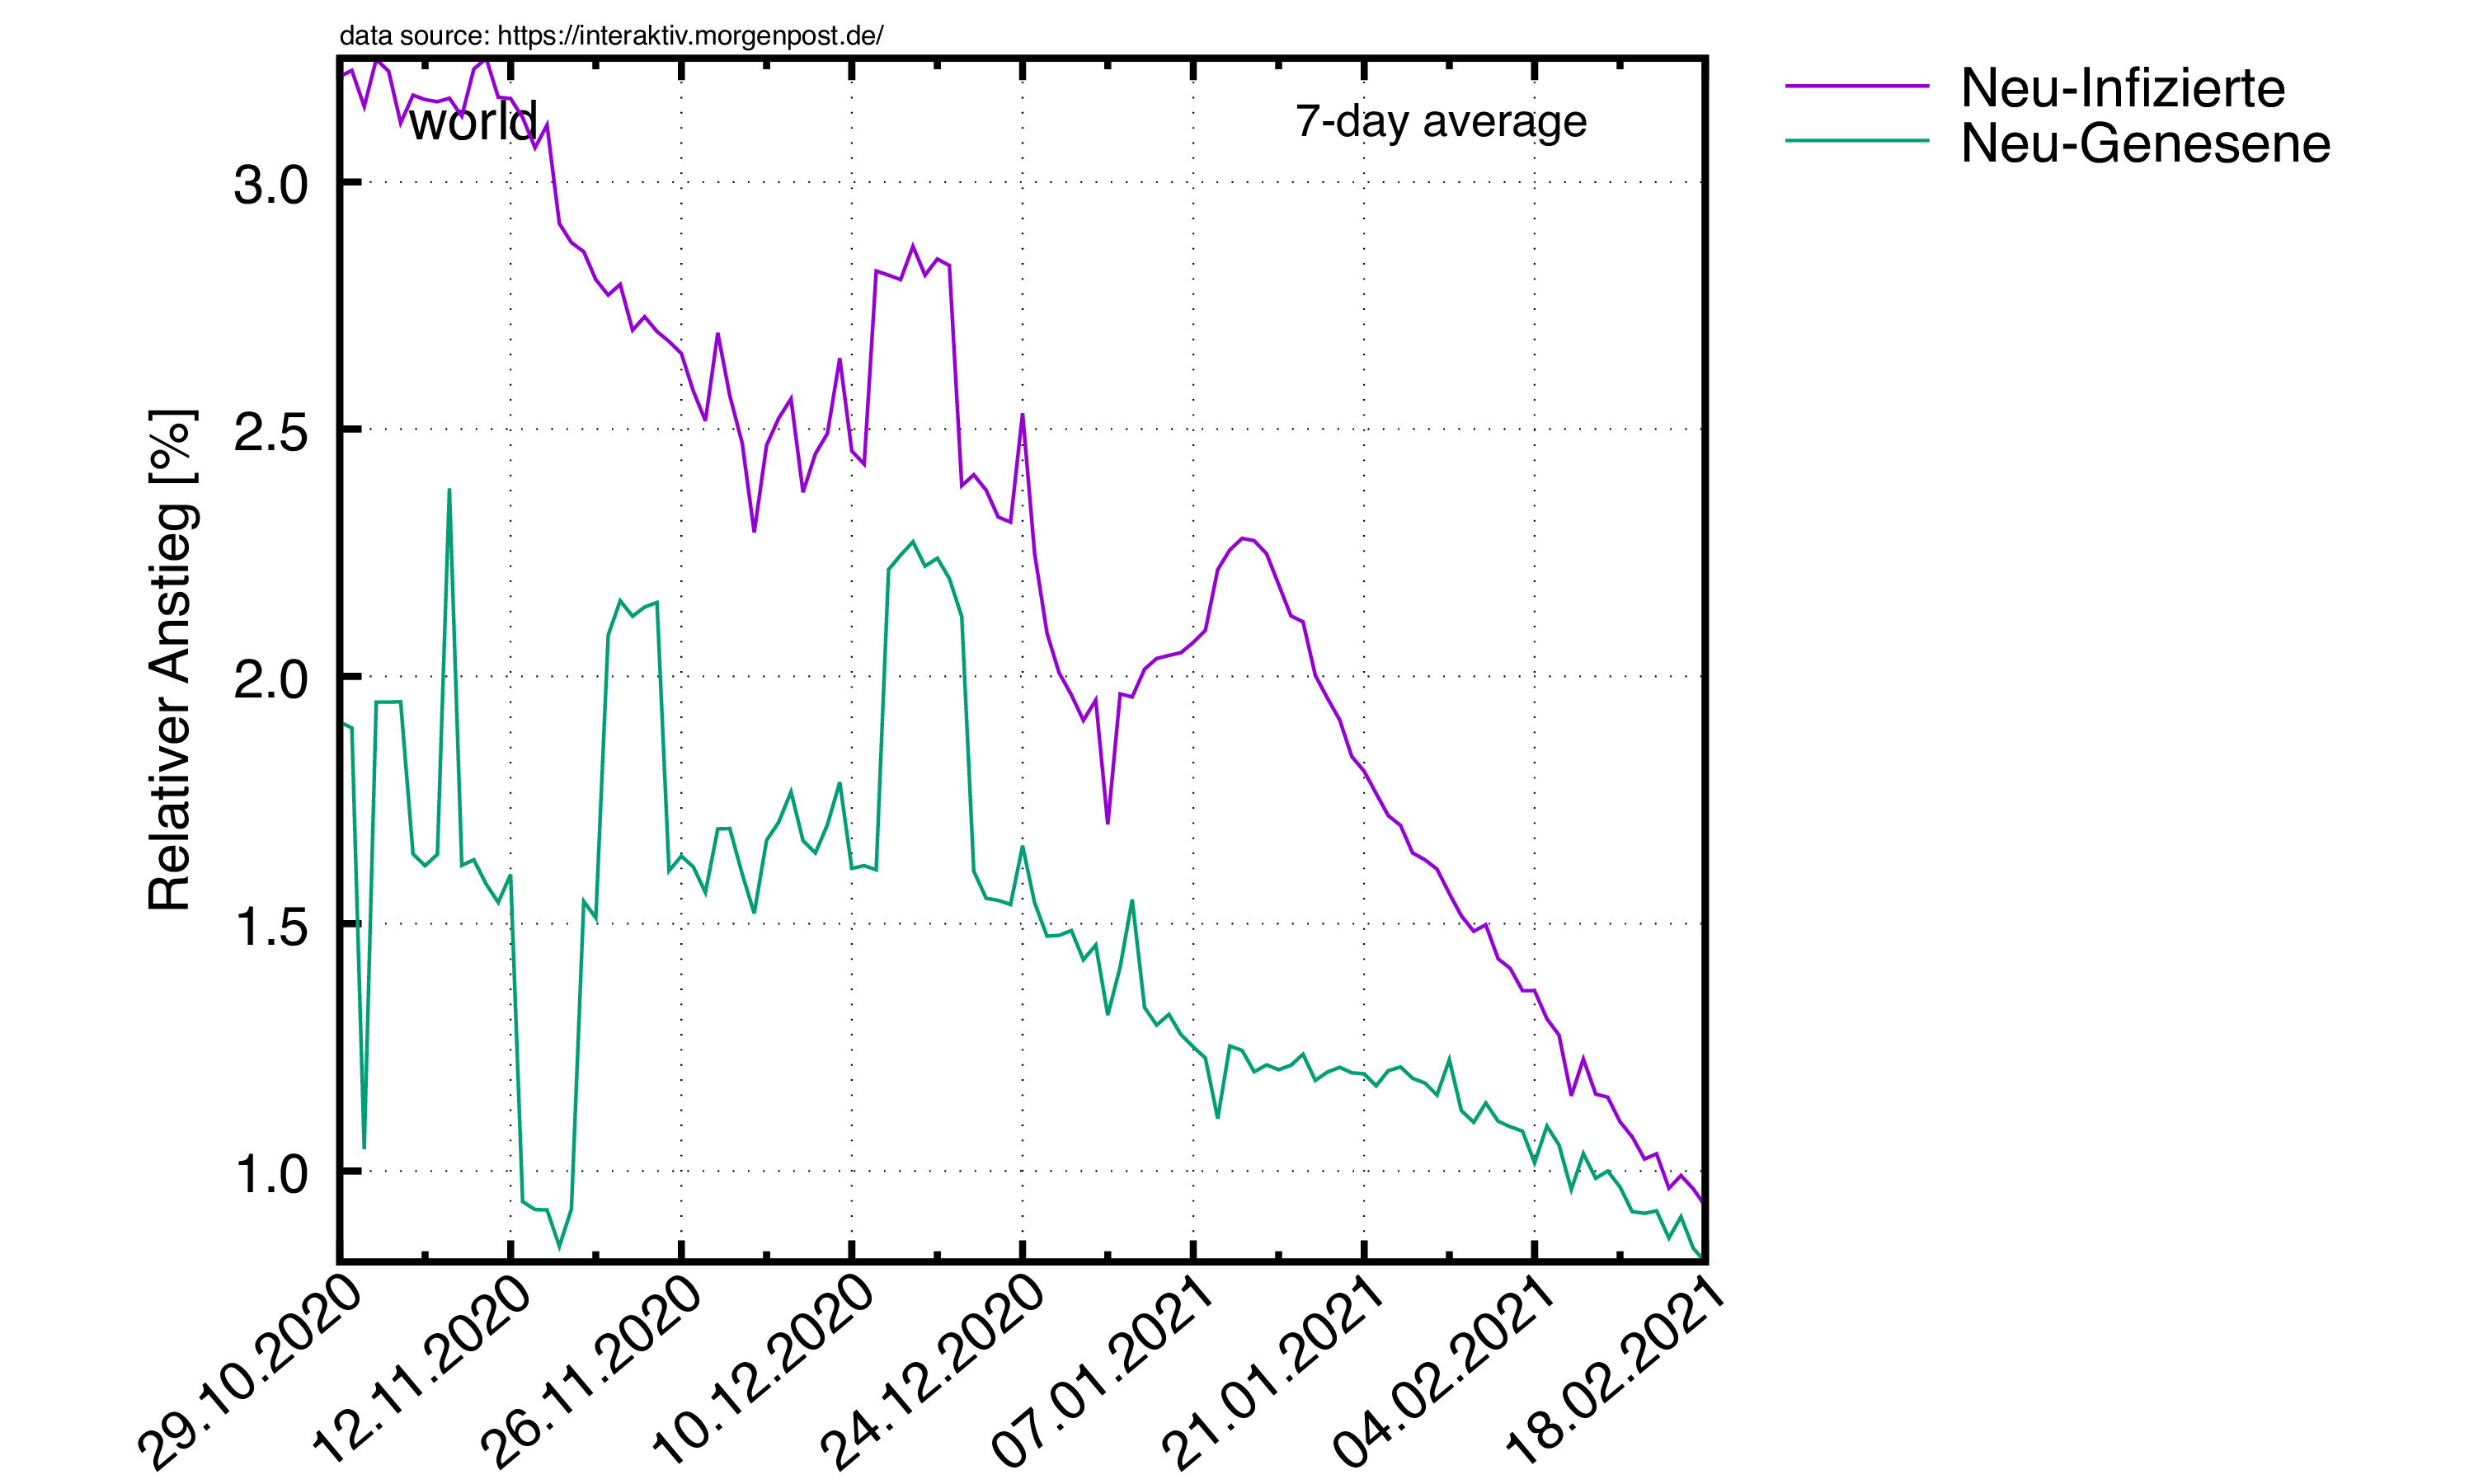 data source: https://interaktiv.morgenpost.de/
world
7-day average
Neu-Infizierte
Neu-Genesene
Relativer Anstieg [%]
3.0
2.5
2.0
1.5
1.0
29.10.2020
12.11.2020
26.11.2020
10.12.2020
24.12.2020
07.01.2021
21.01.2021
04.02.2021
18.02.2021